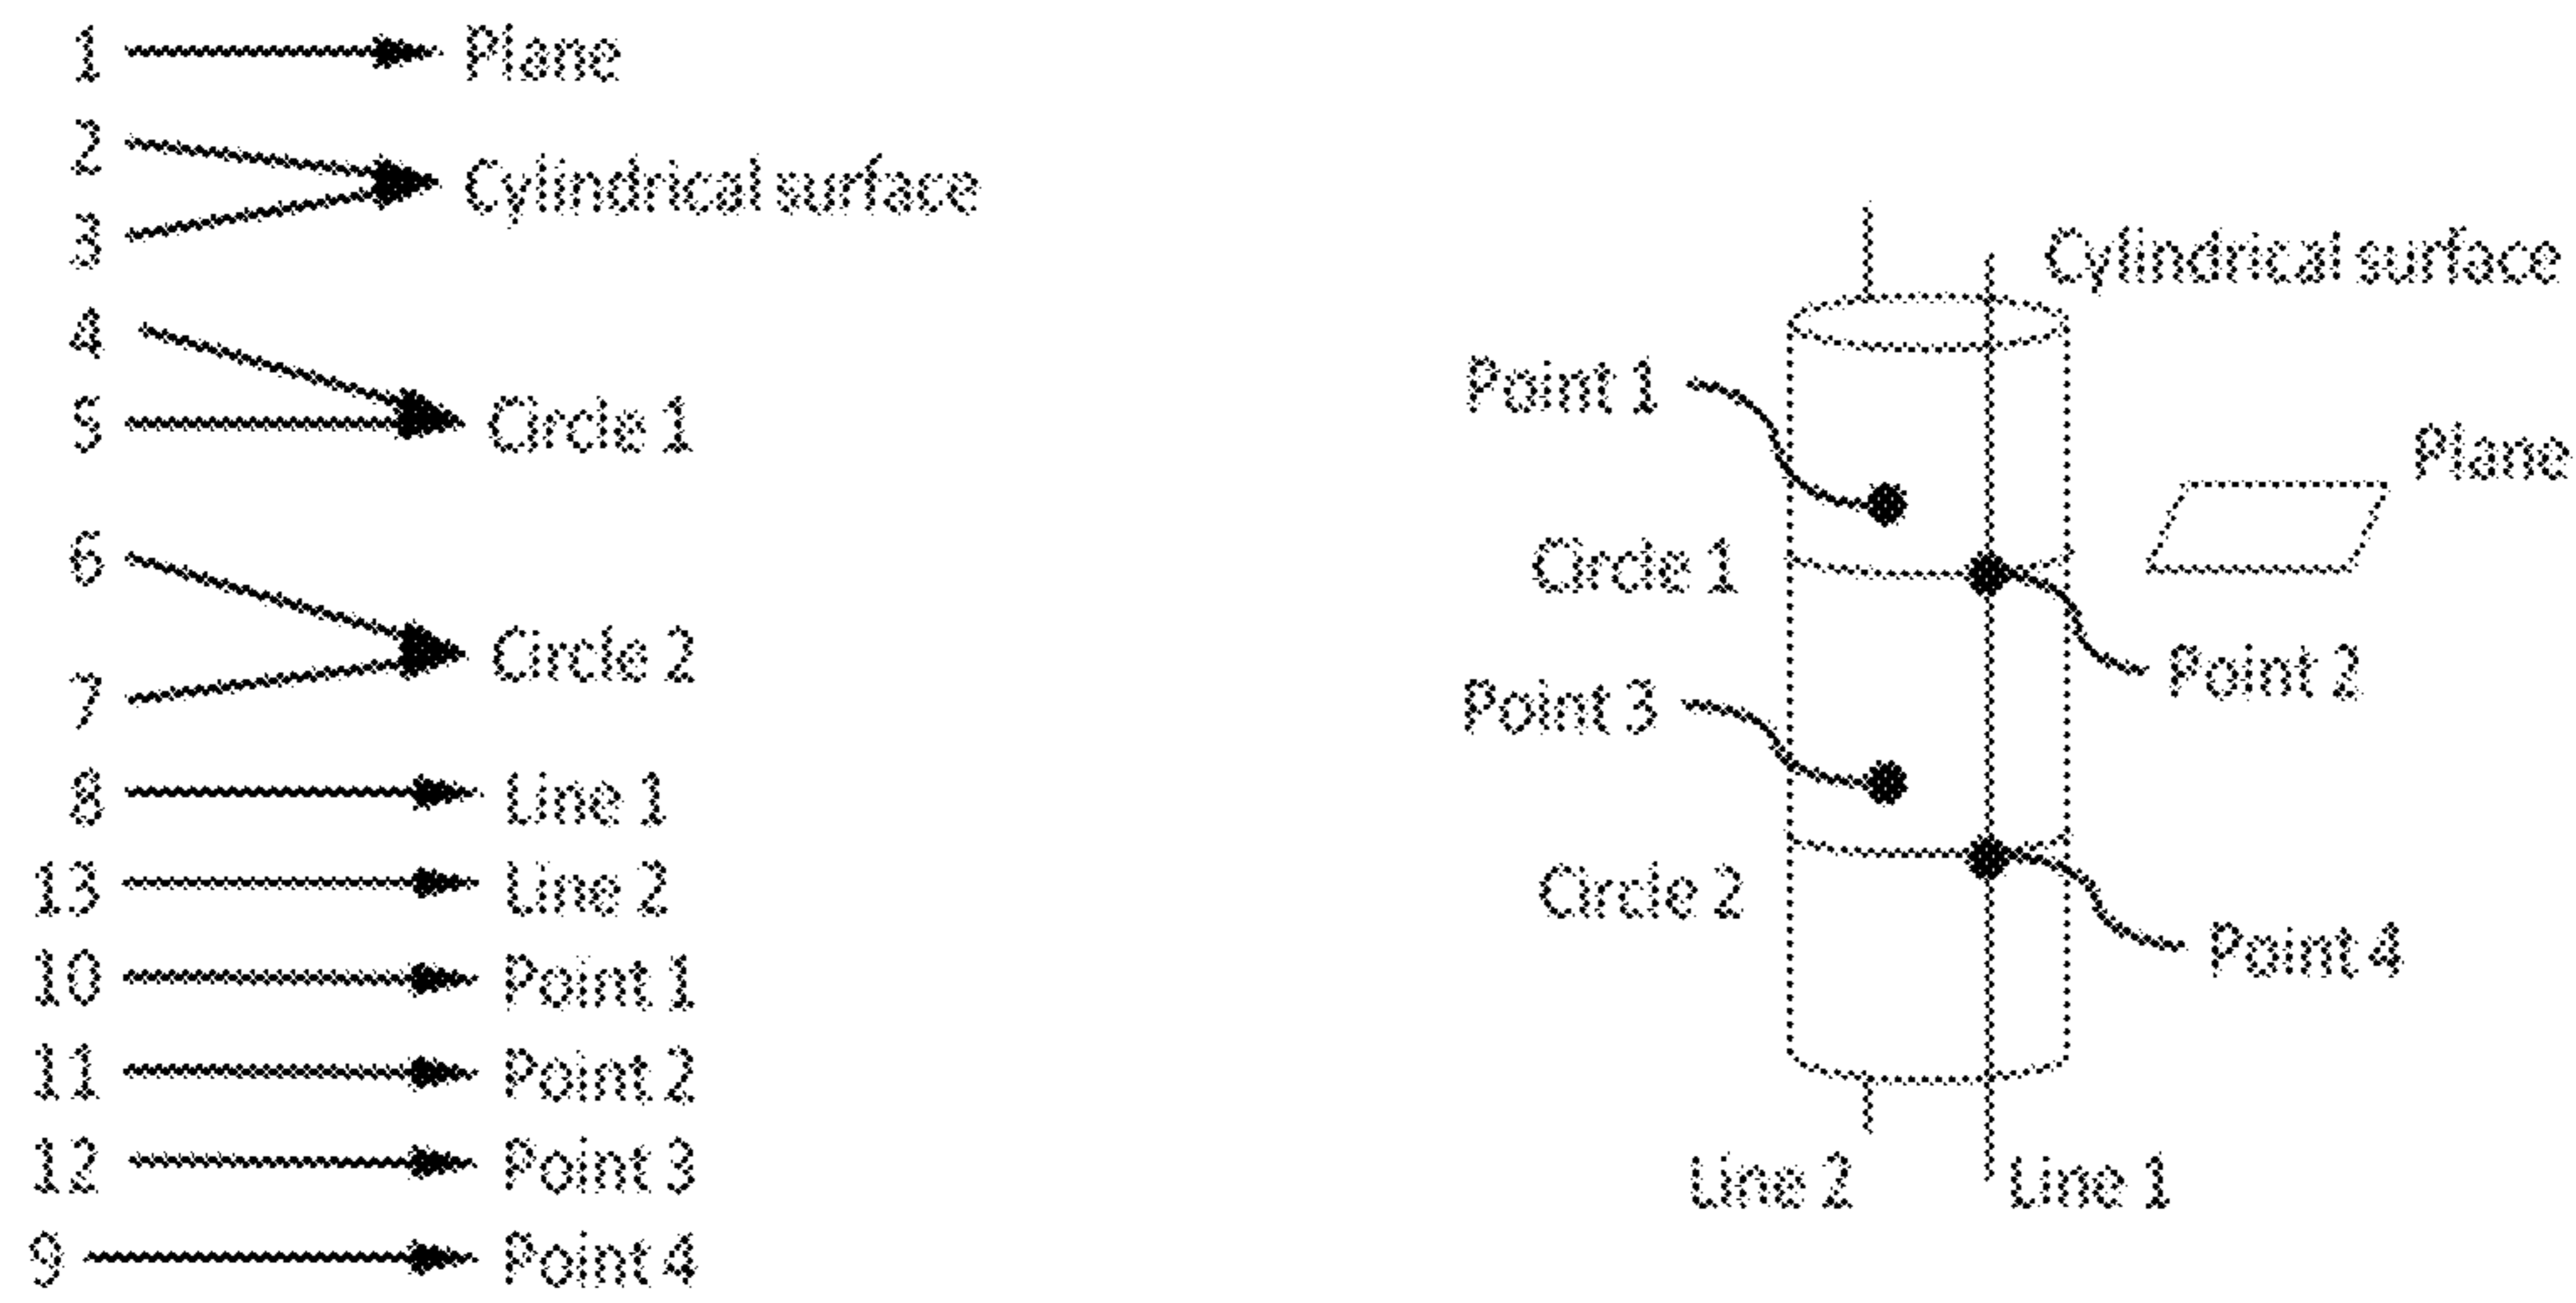 1 Plane
2
Cylindrical surface
3
4
5 Circle 1
6
Circle 2
7
8 Line 1
13 Line 2
10 Point 1
11 Point 2
12 Point 3
9 Point 4
Cylindrical surface
Point 1
Plane
Circle 1
Point 2
Point 3
Circle 2
Point 4
Line 2
Line 1